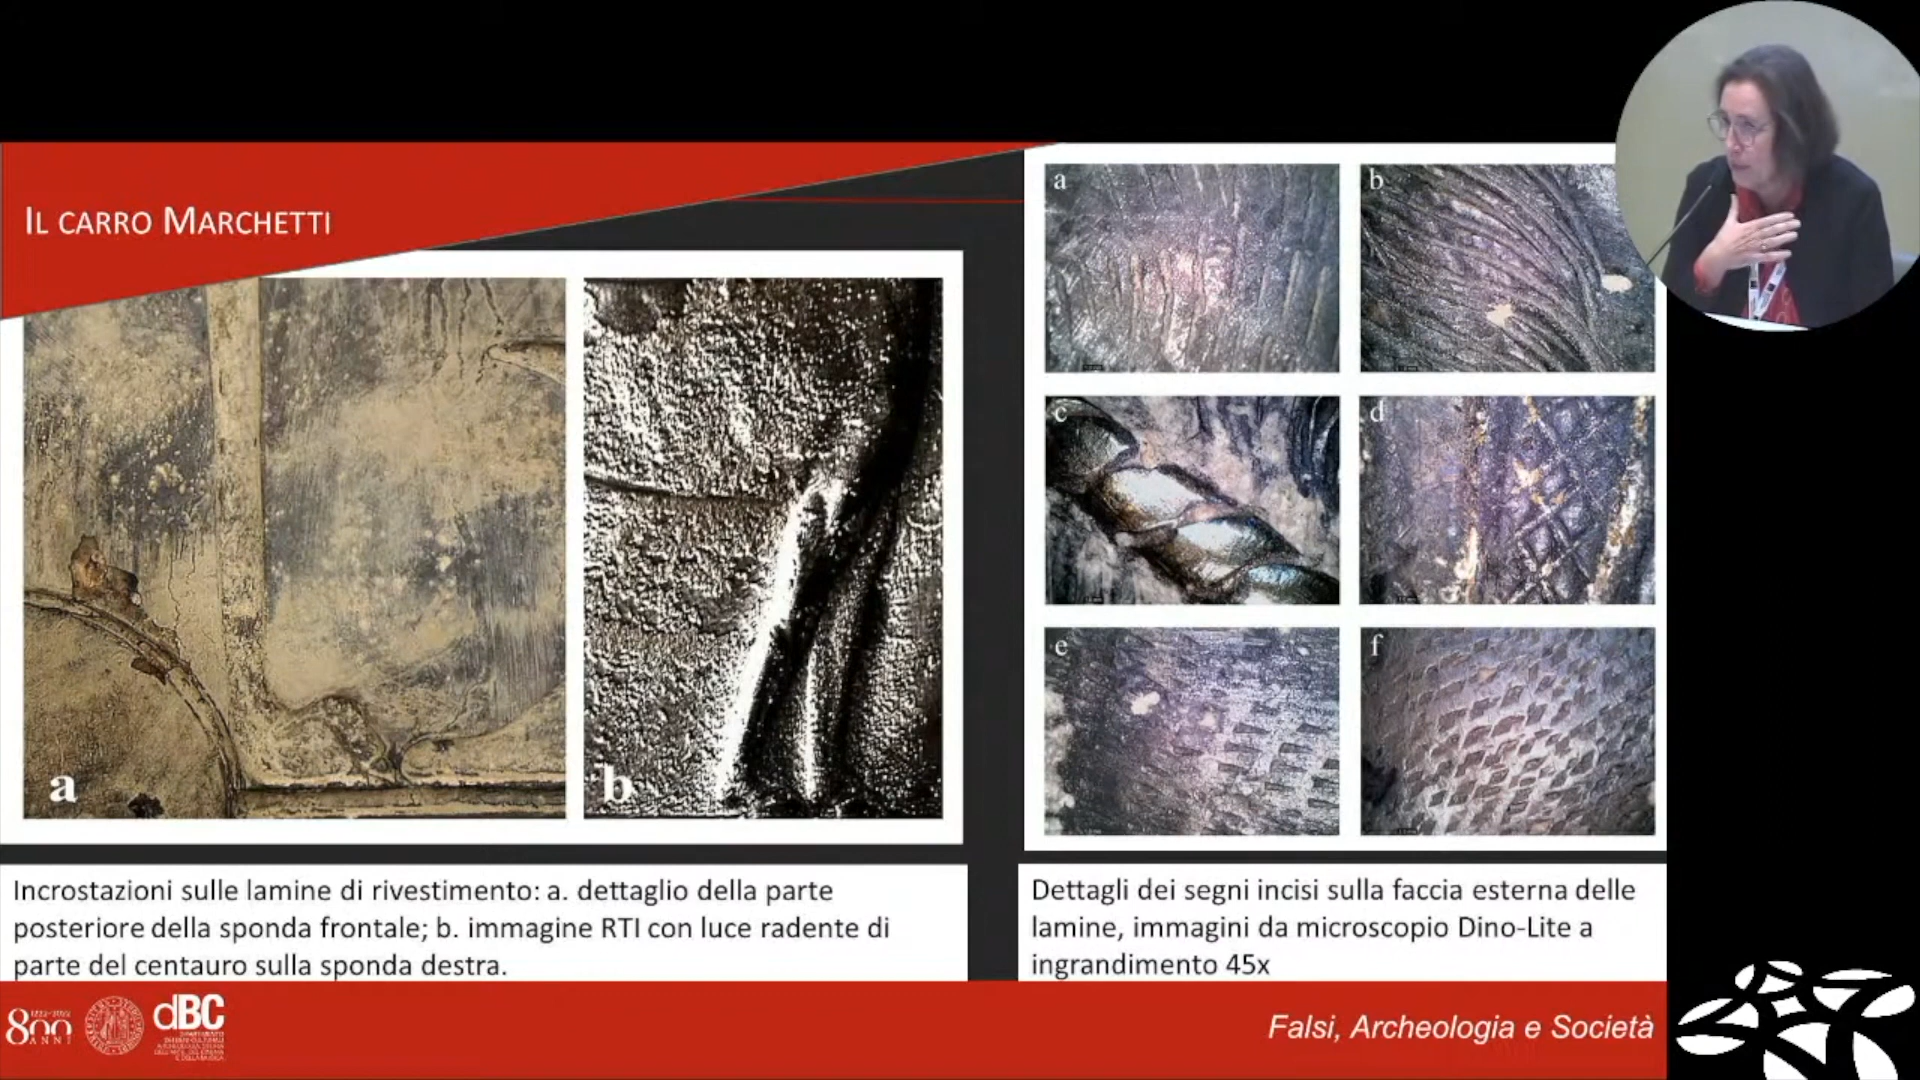 Il carro Marchetti
a
b
Incrostazioni sulle lamine di rivestimento: a. dettaglio della parte
posteriore della sponda frontale; b. immagine RTI con luce radente di
parte del centauro sulla sponda destra.
a
b
c
d
e
f
Dettagli dei segni incisi sulla faccia esterna delle
lamine, immagini da microscopio Dino-Lite a
ingrandimento 45x
1222-2022
800
ANNI
dBC
Falsi, Archeologia e Società